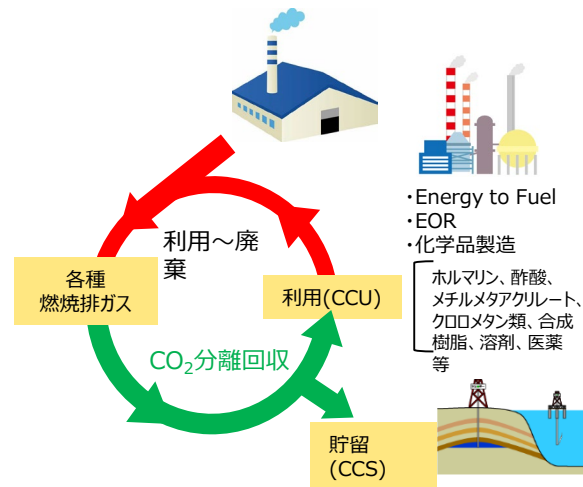 ・Energy to Fuel
・EOR
・化学品製造
ホルマリン、酢酸、
メチルメタアクリレート、
クロロメタン類、合成
樹脂、溶剤、医薬
等
利用～廃
棄
各種
燃焼排ガス
利用(CCU)
CO₂分離回収
貯留
(CCS)